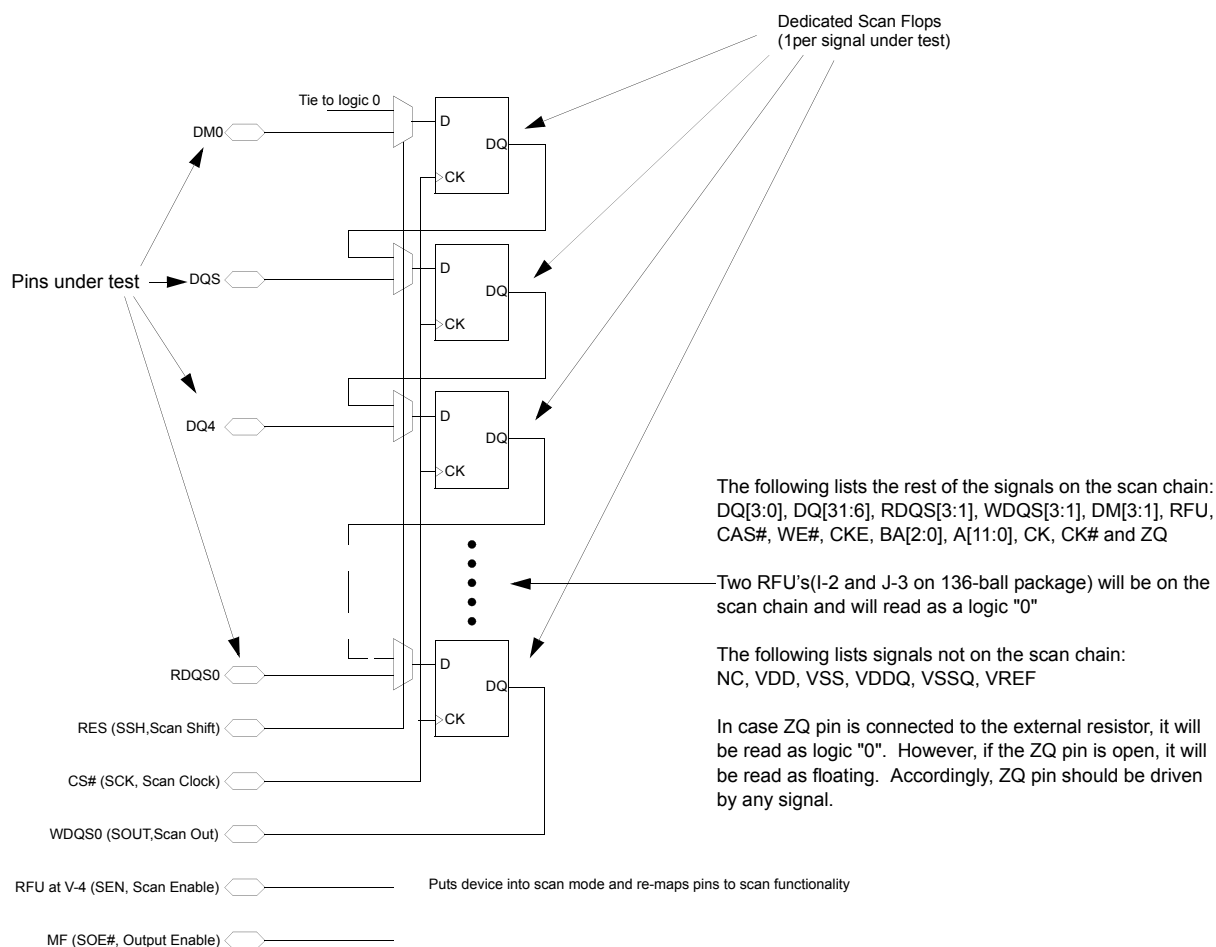 Dedicated Scan Flops
(1per signal under test)
Tie to logic 0
DM0
D
DQ
CK
Pins under test
DQS
D
DQ
CK
DQ4
D
DQ
CK
The following lists the rest of the signals on the scan chain:
DQ[3:0], DQ[31:6], RDQS[3:1], WDQS[3:1], DM[3:1], RFU,
CAS#, WE#, CKE, BA[2:0], A[11:0], CK, CK# and ZQ
Two RFU's(I-2 and J-3 on 136-ball package) will be on the
scan chain and will read as a logic "0"
The following lists signals not on the scan chain:
NC, VDD, VSS, VDDQ, VSSQ, VREF
In case ZQ pin is connected to the external resistor, it will
be read as logic "0".  However, if the ZQ pin is open, it will
be read as floating.  Accordingly, ZQ pin should be driven
by any signal.
RDQS0
D
DQ
CK
RES (SSH,Scan Shift)
CS# (SCK, Scan Clock)
WDQS0 (SOUT,Scan Out)
RFU at V-4 (SEN, Scan Enable)
Puts device into scan mode and re-maps pins to scan functionality
MF (SOE#, Output Enable)